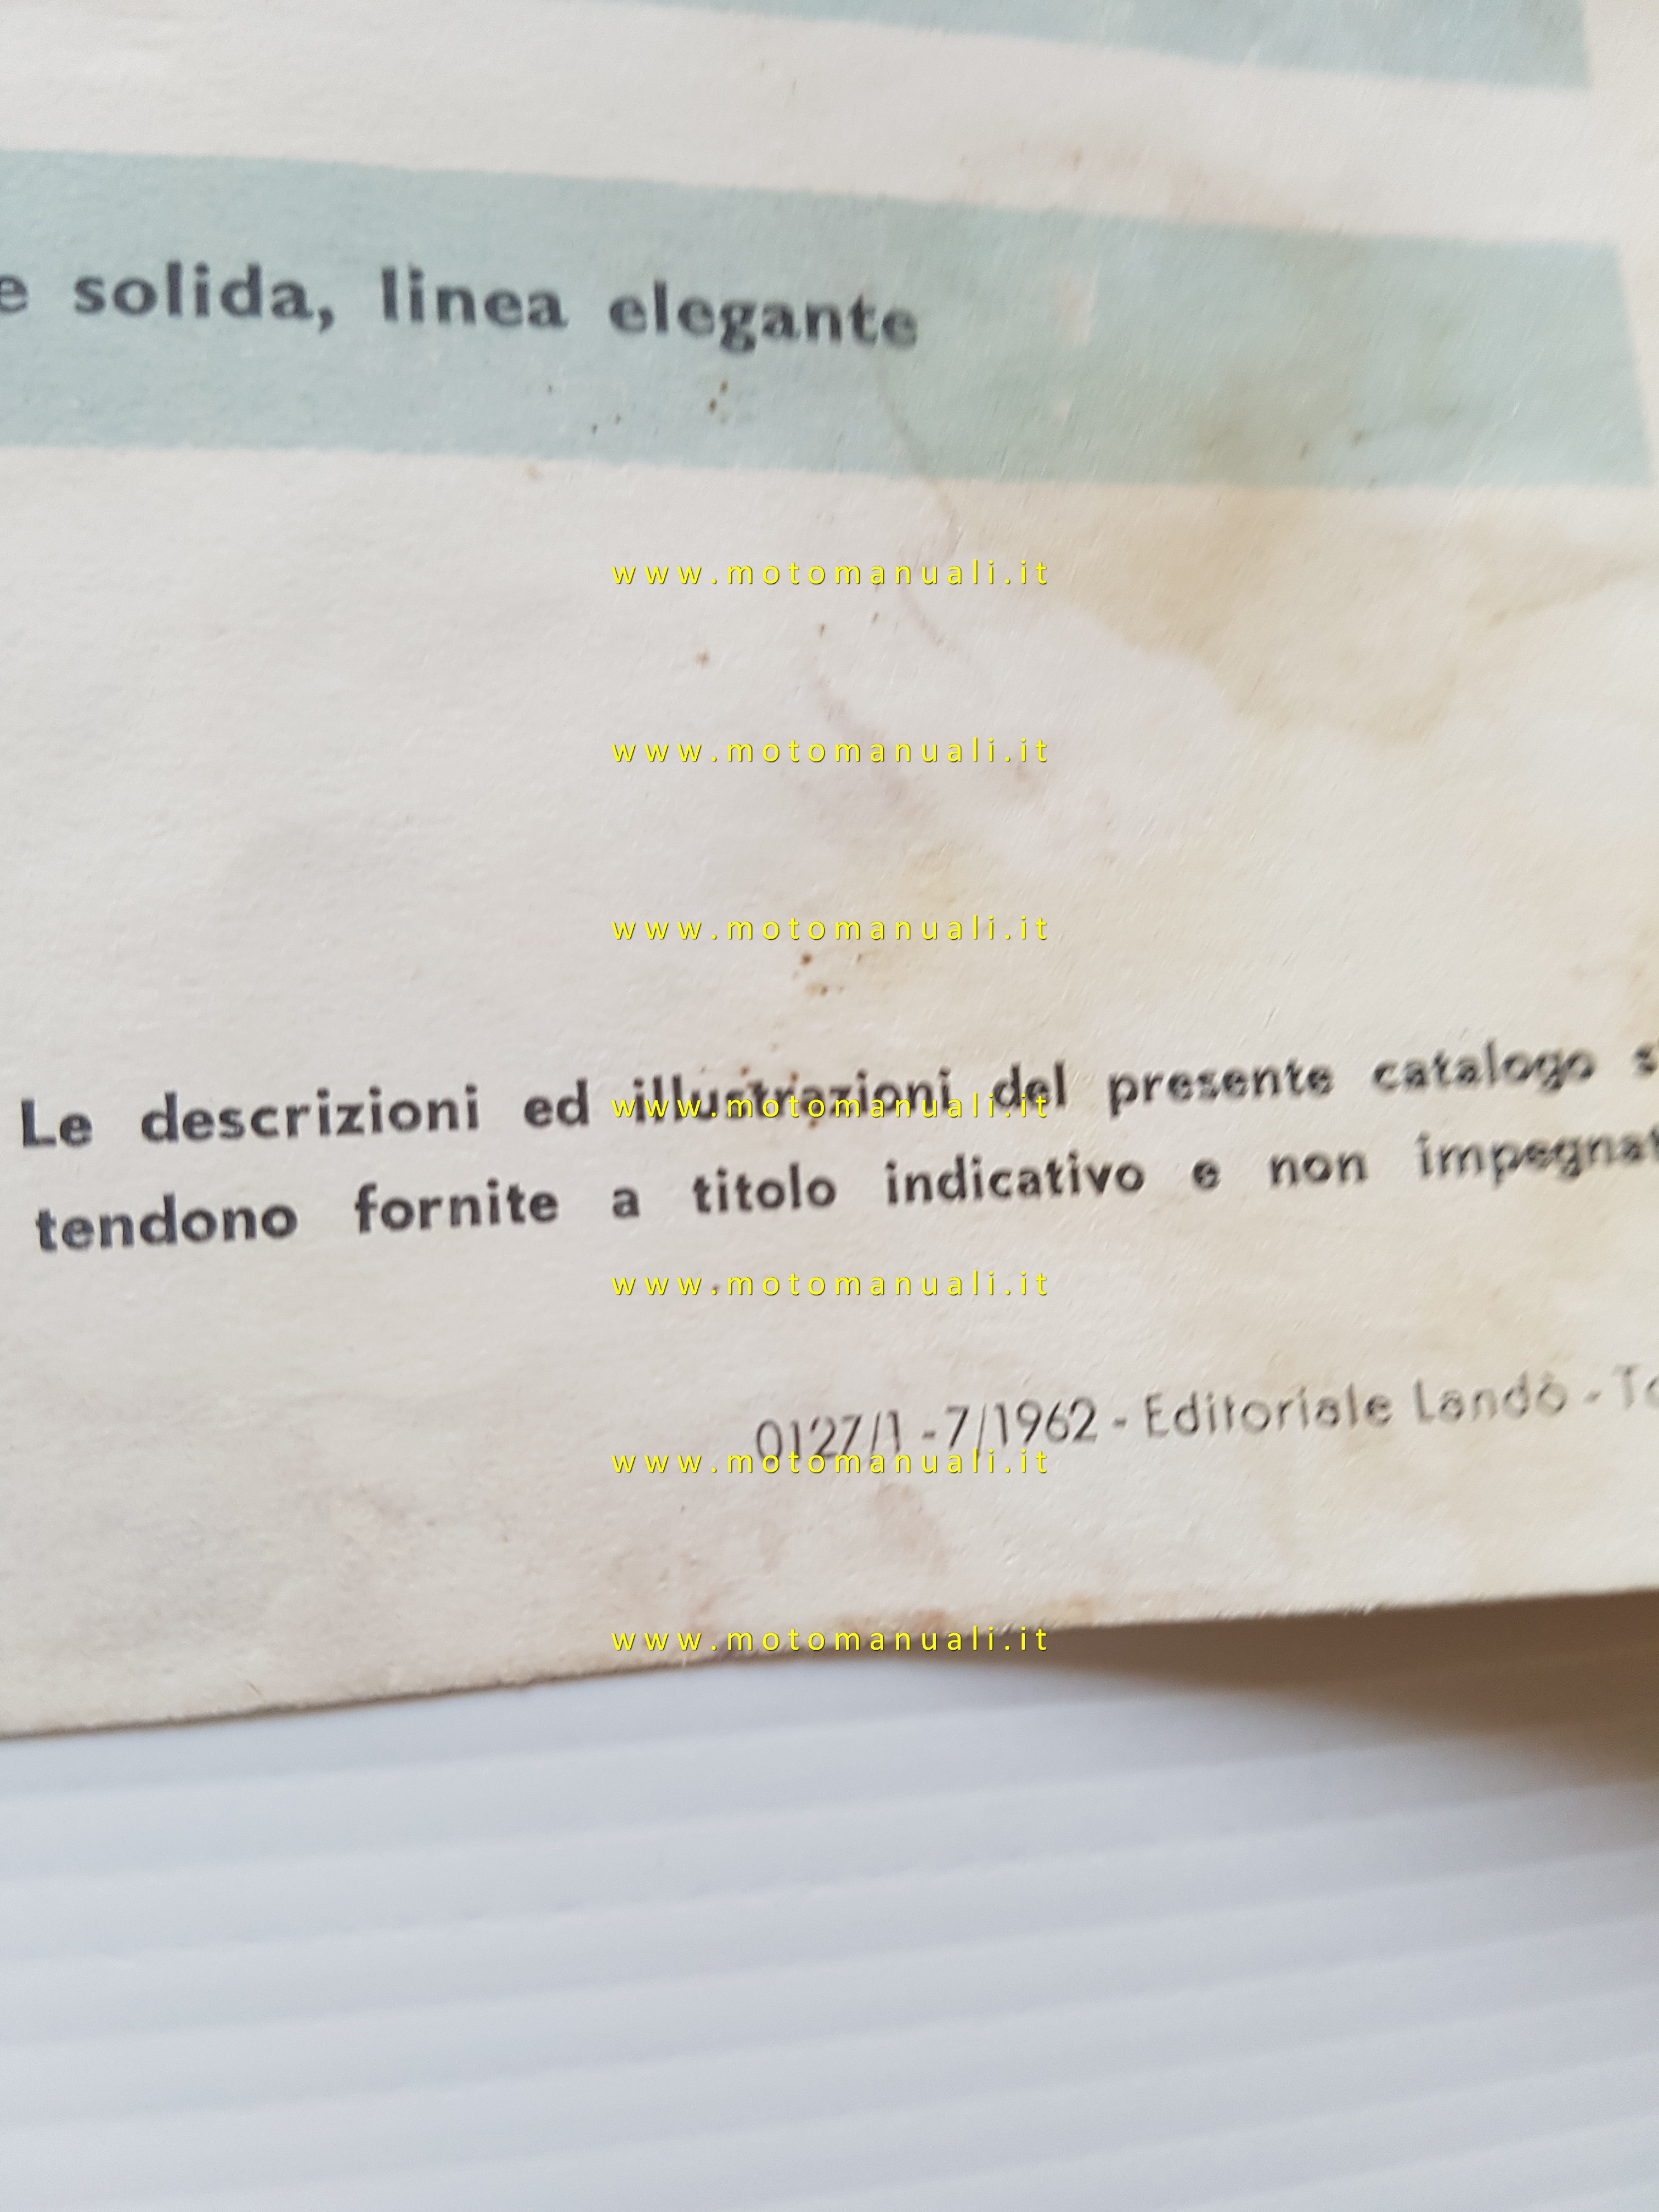 e solida, linea elegante
www.motomanuali.it
www.motomanuali.it
www.motomanuali.it
Le descrizioni ed illustrazioni del presente catalogo s
www.motomanuali.it
tendono fornite a titolo indicativo e non impegnat
www.motomanuali.it
0127/1 - 7/1962 - Editoriale Landò - To
www.motomanuali.it
www.motomanuali.it